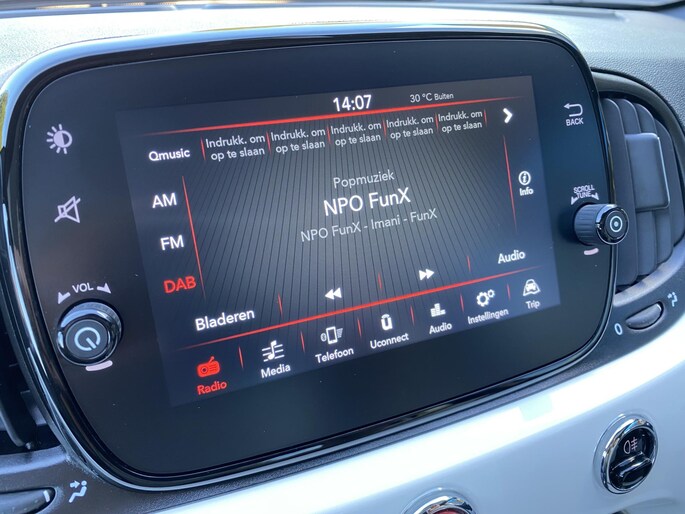 14:07
30 °C Buiten
Qmusic
Indrukk. om
op te slaan
Indrukk. om
op te slaan
Indrukk. om
op te slaan
Indrukk. om
op te slaan
Indrukk. om
op te slaan
BACK
AM
FM
DAB
Popmuziek
NPO FunX
NPO FunX - Imani - FunX
Info
SCROLL
TUNE
VOL
Bladeren
Audio
Radio
Media
Telefoon
Uconnect
Audio
Instellingen
Trip
0